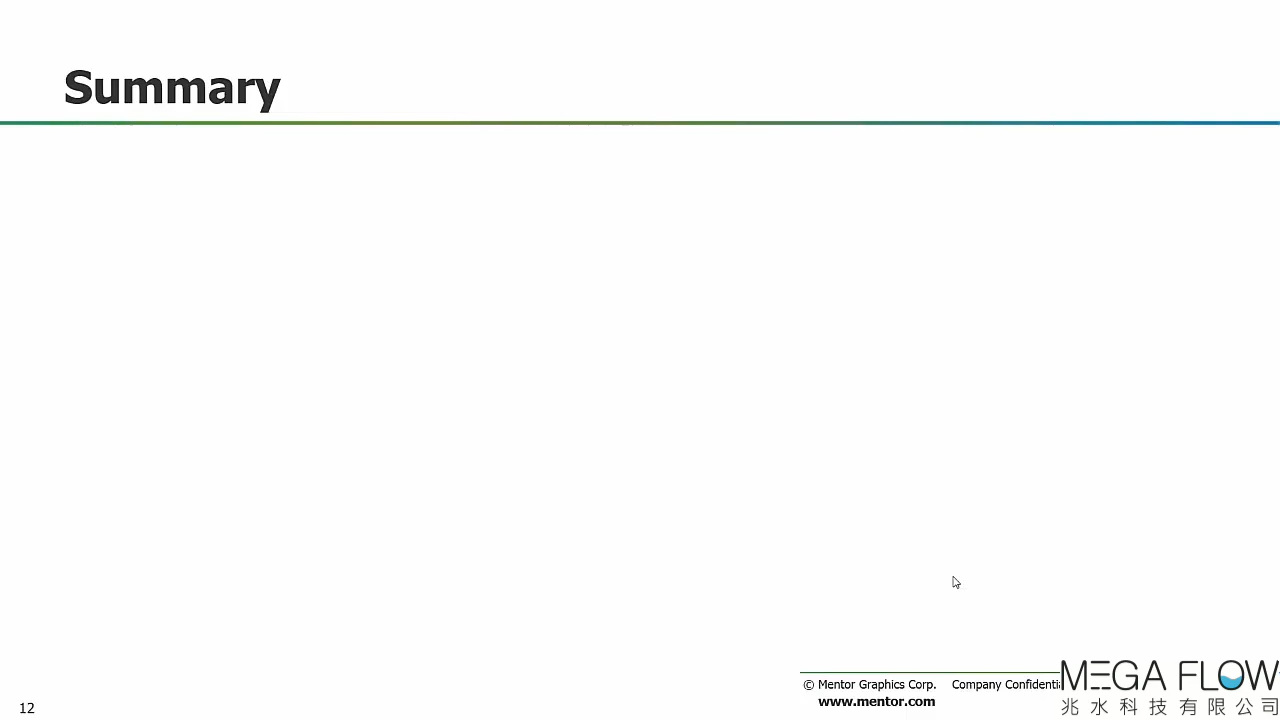 Summary
© Mentor Graphics Corp. Company
www.mentor.com
MEGA FLOW
兆水科技有限公司
12